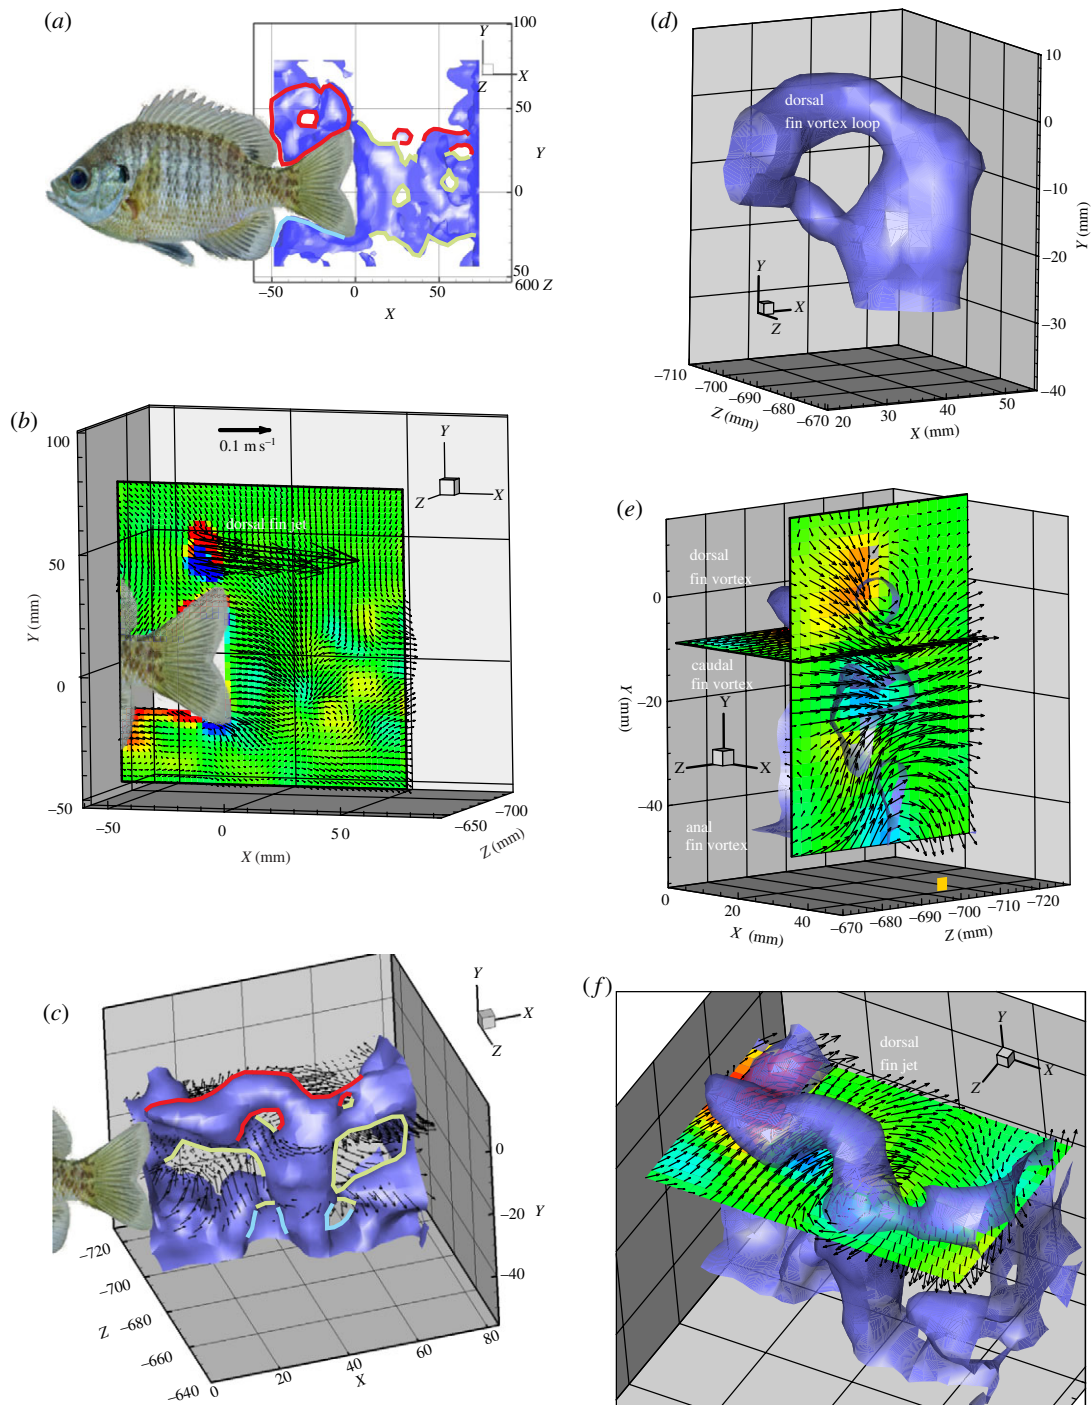 (a)
100
Y
X
Z
50
Y
0
50
600 Z
−50
0
50
X
(b)
100
0.1 m s−1
Y
Z
X
dorsal fin jet
50
Y (mm)
0
−50
−50
0
50
X (mm)
−650
−700
Z (mm)
(c)
Y
X
Z
0
−20
Y
−40
−720
−700
Z
−680
−660
−640
0
20
40
60
80
X
(d)
dorsal
fin vortex loop
10
0
−10
Y (mm)
−20
−30
−40
Y
X
Z
−710
−700
−690
−680
−670
Z (mm)
20
30
40
50
X (mm)
(e)
dorsal
fin vortex
0
caudal
fin vortex
Y (mm)
−20
Y
Z
X
−40
anal
fin vortex
0
20
40
X (mm)
−670
−680
−690
−700
−710
−720
Z (mm)
(f)
dorsal
fin jet
Y
X
Z